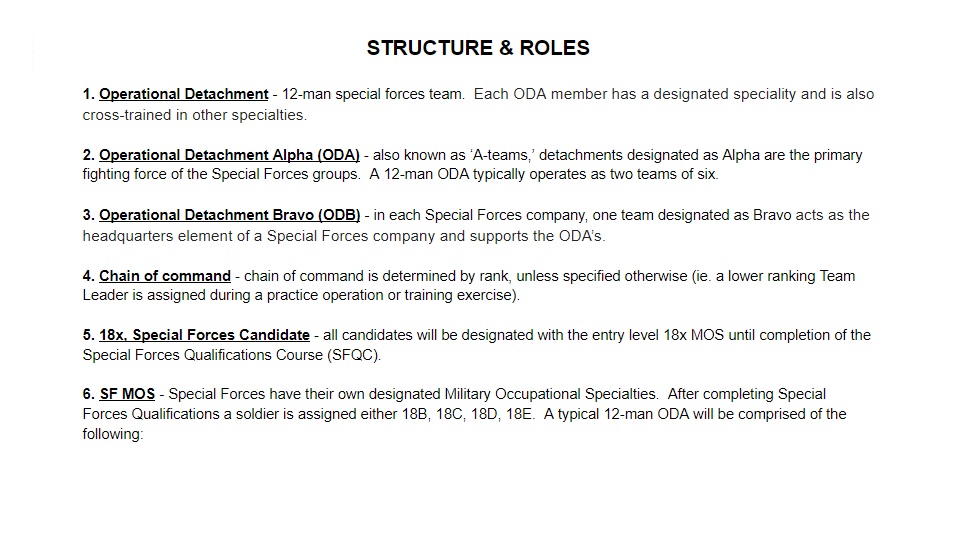 STRUCTURE & ROLES
1. Operational Detachment - 12-man special forces team.  Each ODA member has a designated speciality and is also
cross-trained in other specialties.
2. Operational Detachment Alpha (ODA) - also known as ‘A-teams,’ detachments designated as Alpha are the primary
fighting force of the Special Forces groups.  A 12-man ODA typically operates as two teams of six.
3. Operational Detachment Bravo (ODB) - in each Special Forces company, one team designated as Bravo acts as the
headquarters element of a Special Forces company and supports the ODA’s.
4. Chain of command - chain of command is determined by rank, unless specified otherwise (ie. a lower ranking Team
Leader is assigned during a practice operation or training exercise).
5. 18x, Special Forces Candidate - all candidates will be designated with the entry level 18x MOS until completion of the
Special Forces Qualifications Course (SFQC).
6. SF MOS - Special Forces have their own designated Military Occupational Specialties.  After completing Special
Forces Qualifications a soldier is assigned either 18B, 18C, 18D, 18E.  A typical 12-man ODA will be comprised of the
following: